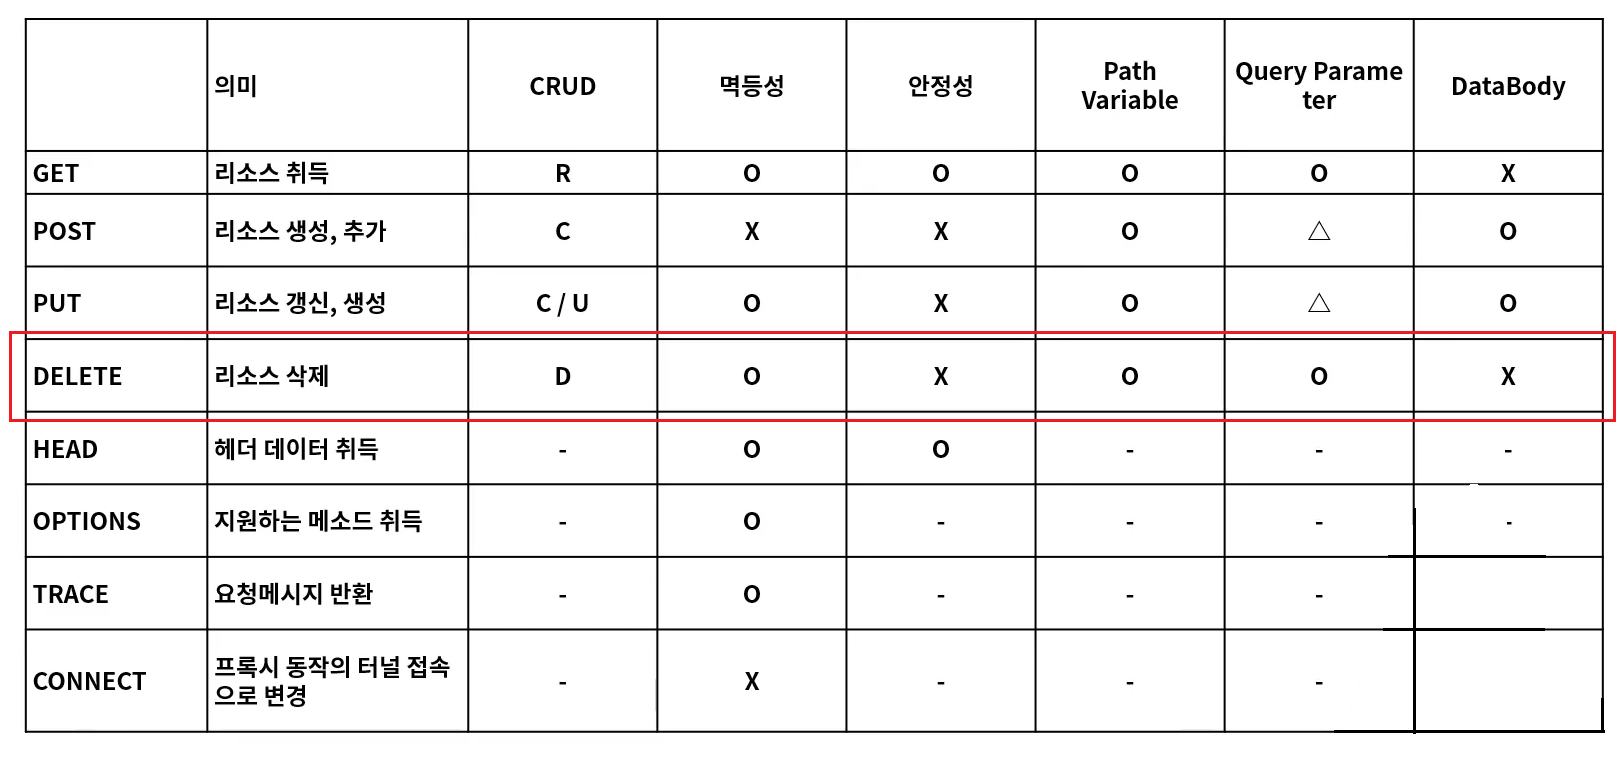 의미 CRUD 멱등성 안정성 Path Variable Query Parame ter DataBody
GET 리소스 취득 R O O O O X
POST 리소스 생성, 추가 C X X O △ O
PUT 리소스 갱신, 생성 C / U O X O △ O
DELETE 리소스 삭제 D O X O O X
HEAD 헤더 데이터 취득 - O O - - -
OPTIONS 지원하는 메소드 취득 - O - - - -
TRACE 요청메시지 반환 - O - - -
CONNECT 프록시 동작의 터널 접속 으로 변경 - X - - -